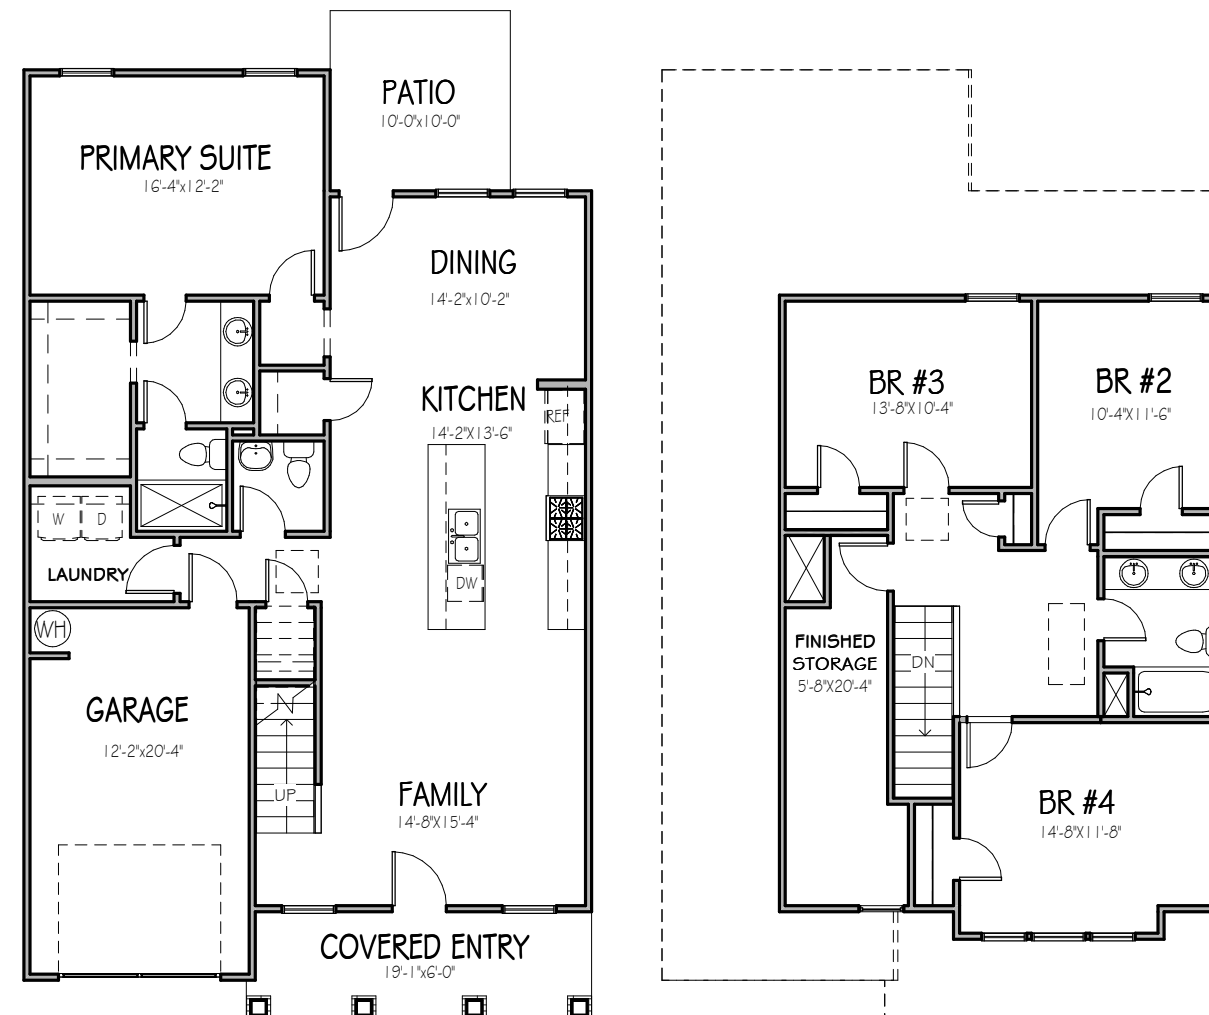 PATIO
10'-0"x10'-0"
PRIMARY SUITE
16'-4"x12'-2"
DINING
14'-2"x10'-2"
KITCHEN
14'-2"X13'-6"
REF
W
D
LAUNDRY
DW
WH
GARAGE
12'-2"x20'-4"
UP
FAMILY
14'-8"X15'-4"
COVERED ENTRY
19'-1"x6'-0"
BR #3
13'-8"X10'-4"
BR #2
10'-4"X11'-6"
FINISHED
STORAGE
5'-8"X20'-4"
DN
BR #4
14'-8"X11'-8"